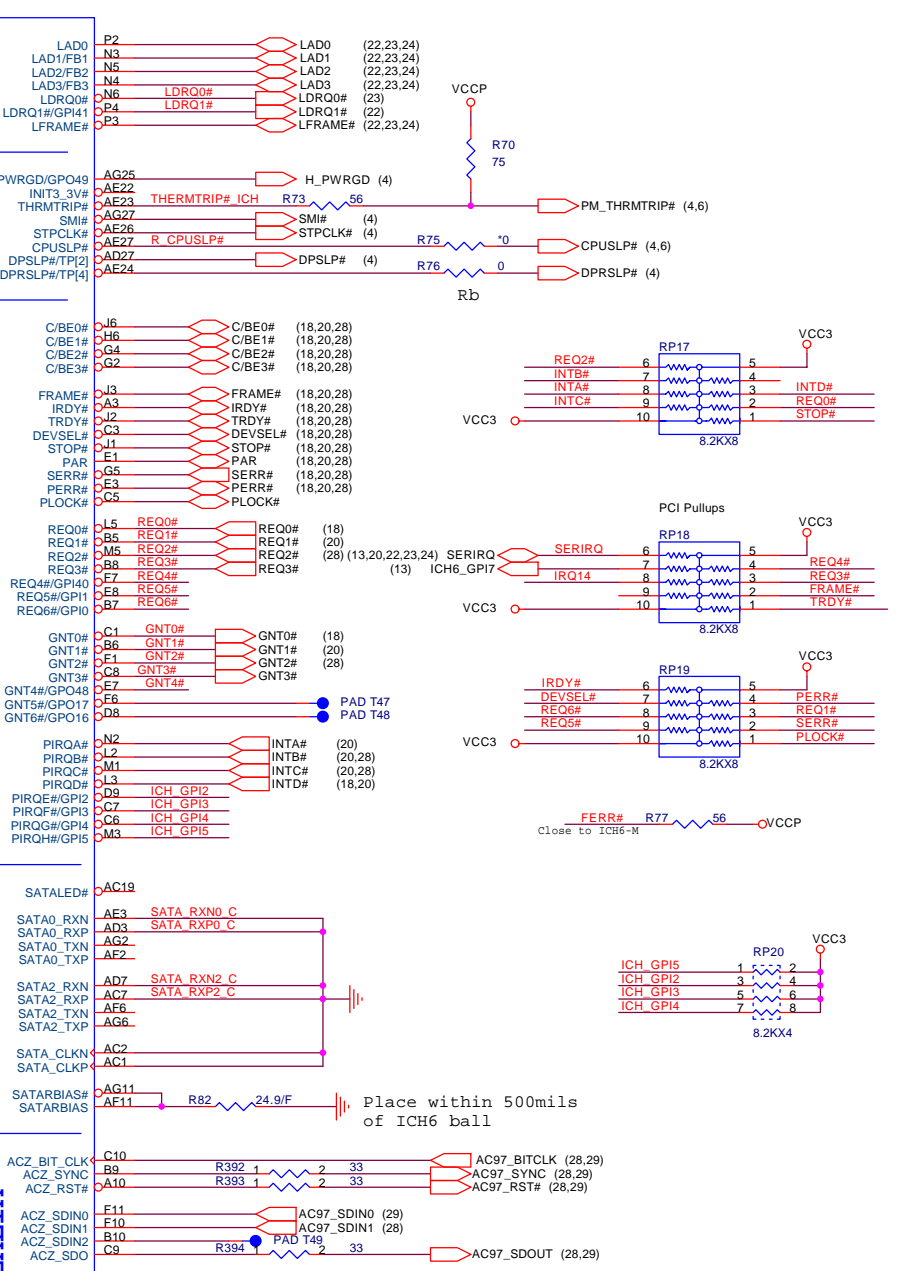 LAD0 P2 LAD0 (22,23,24)
LAD1/FB1 N3 LAD1 (22,23,24)
LAD2/FB2 N5 LAD2 (22,23,24)
LAD3/FB3 N4 LAD3 (22,23,24)
LDRQ0# N6 LDRQ0# LDRQ0# (23)
LDRQ1#/GPI41 P4 LDRQ1# LDRQ1# (22)
LFRAME# P3 LFRAME# (22,23,24)
VCCP
R70
75
PWRGD/GPO49 AG25 H_PWRGD (4)
INIT3_3V# AE22
THRMTRIP# AE23 THERMTRIP#_ICH R73 56 PM_THRMTRIP# (4,6)
SMI# AG27 SMI# (4)
STPCLK# AE26 STPCLK# (4)
CPUSLP# AE27 R_CPUSLP# R75 *0 CPUSLP# (4,6)
DPSLP#/TP[2] AD27 DPSLP# (4)
DPRSLP#/TP[4] AE24 R76 0 DPRSLP# (4)
Rb
C/BE0# J6 C/BE0# (18,20,28)
C/BE1# H6 C/BE1# (18,20,28)
C/BE2# G4 C/BE2# (18,20,28)
C/BE3# G2 C/BE3# (18,20,28)
FRAME# J3 FRAME# (18,20,28)
IRDY# A3 IRDY# (18,20,28)
TRDY# J2 TRDY# (18,20,28)
DEVSEL# C3 DEVSEL# (18,20,28)
STOP# J1 STOP# (18,20,28)
PAR E1 PAR (18,20,28)
SERR# G5 SERR# (18,20,28)
PERR# E3 PERR# (18,20,28)
PLOCK# C5 PLOCK#
VCC3
RP17
REQ2# 6 5
INTB# 7 4
INTA# 8 3 INTD#
INTC# 9 2 REQ0#
VCC3 10 1 STOP#
8.2KX8
REQ0# L5 REQ0# REQ0# (18)
REQ1# B5 REQ1# REQ1# (20)
REQ2# M5 REQ2# REQ2# (28)
REQ3# B8 REQ3# REQ3#
REQ4#/GPI40 F7 REQ4#
REQ5#/GPI1 E8 REQ5#
REQ6#/GPI0 B7 REQ6#
PCI Pullups
VCC3
RP18
(13,20,22,23,24) SERIRQ SERIRQ 6 5
(13) ICH6_GPI7 7 4 REQ4#
IRQ14 8 3 REQ3#
9 2 FRAME#
VCC3 10 1 TRDY#
8.2KX8
GNT0# C1 GNT0# GNT0# (18)
GNT1# B6 GNT1# GNT1# (20)
GNT2# F1 GNT2# GNT2# (28)
GNT3# C8 GNT3# GNT3#
GNT4#/GPO48 E7 GNT4#
GNT5#/GPO17 F6 PAD T47
GNT6#/GPO16 D8 PAD T48
VCC3
RP19
IRDY# 6 5
DEVSEL# 7 4 PERR#
REQ6# 8 3 REQ1#
REQ5# 9 2 SERR#
VCC3 10 1 PLOCK#
8.2KX8
PIRQA# N2 INTA# (20)
PIRQB# L2 INTB# (20,28)
PIRQC# M1 INTC# (20,28)
PIRQD# L3 INTD# (18,20)
PIRQE#/GPI2 D9 ICH_GPI2
PIRQF#/GPI3 C7 ICH_GPI3
PIRQG#/GPI4 C6 ICH_GPI4
PIRQH#/GPI5 M3 ICH_GPI5
FERR# R77 56 VCCP
Close to ICH6-M
SATALED# AC19
SATA0_RXN AE3 SATA_RXN0_C
SATA0_RXP AD3 SATA_RXP0_C
SATA0_TXN AG2
SATA0_TXP AF2
SATA2_RXN AD7 SATA_RXN2_C
SATA2_RXP AC7 SATA_RXP2_C
SATA2_TXN AF6
SATA2_TXP AG6
SATA_CLKN AC2
SATA_CLKP AC1
SATARBIAS# AG11
SATARBIAS AF11 R82 24.9/F
Place within 500mils
of ICH6 ball
VCC3
RP20
ICH_GPI5 1 2
ICH_GPI2 3 4
ICH_GPI3 5 6
ICH_GPI4 7 8
8.2KX4
ACZ_BIT_CLK C10 AC97_BITCLK (28,29)
ACZ_SYNC B9 R392 1 2 33 AC97_SYNC (28,29)
ACZ_RST# A10 R393 1 2 33 AC97_RST# (28,29)
ACZ_SDIN0 F11 AC97_SDIN0 (29)
ACZ_SDIN1 F10 AC97_SDIN1 (28)
ACZ_SDIN2 B10 PAD T49
ACZ_SDO C9 R394 1 2 33 AC97_SDOUT (28,29)